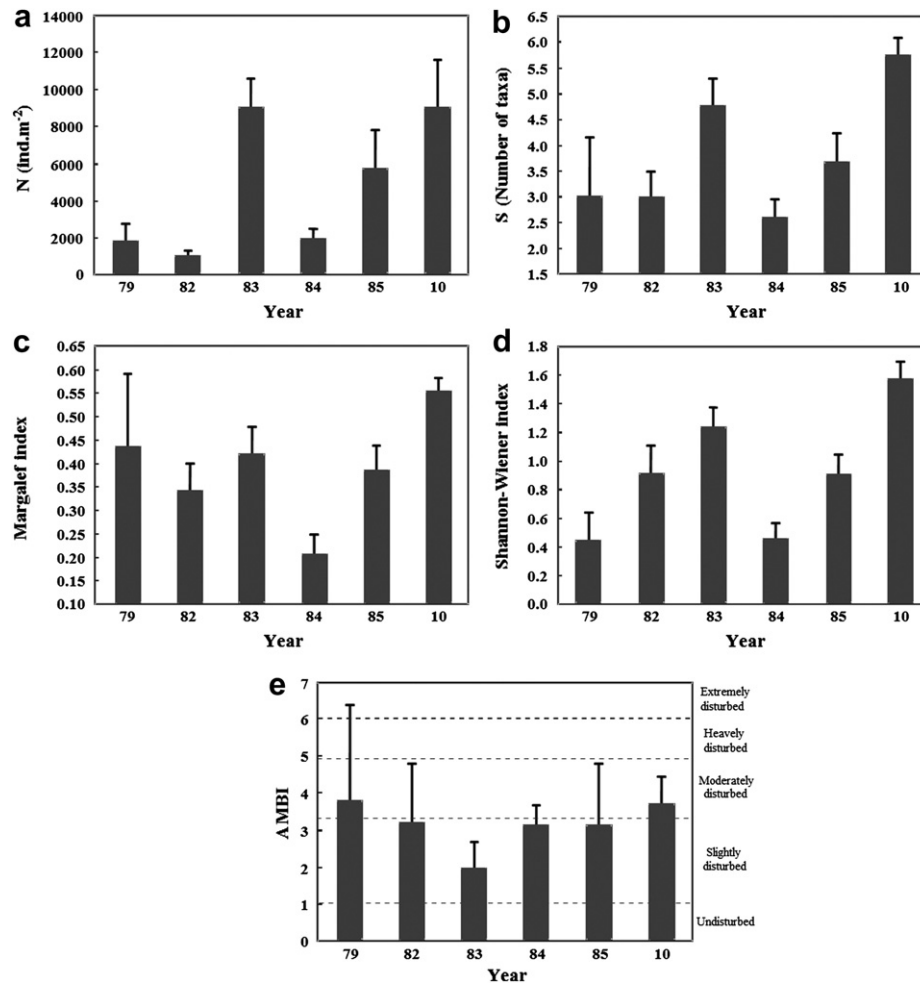 a
14000
12000
10000
8000
6000
4000
2000
0
N (ind.m-2)
79 82 83 84 85 10
Year
b
6.5
6.0
5.5
5.0
4.5
4.0
3.5
3.0
2.5
2.0
1.5
S (Number of taxa)
79 82 83 84 85 10
Year
c
0.65
0.60
0.55
0.50
0.45
0.40
0.35
0.30
0.25
0.20
0.15
0.10
Margalef index
79 82 83 84 85 10
Year
d
1.8
1.6
1.4
1.2
1.0
0.8
0.6
0.4
0.2
0.0
Shannon-Wiener index
79 82 83 84 85 10
Year
e
7
6
5
4
3
2
1
0
AMBI
Extremely
disturbed
Heavely
disturbed
Moderately
disturbed
Slightly
disturbed
Undisturbed
79 82 83 84 85 10
Year